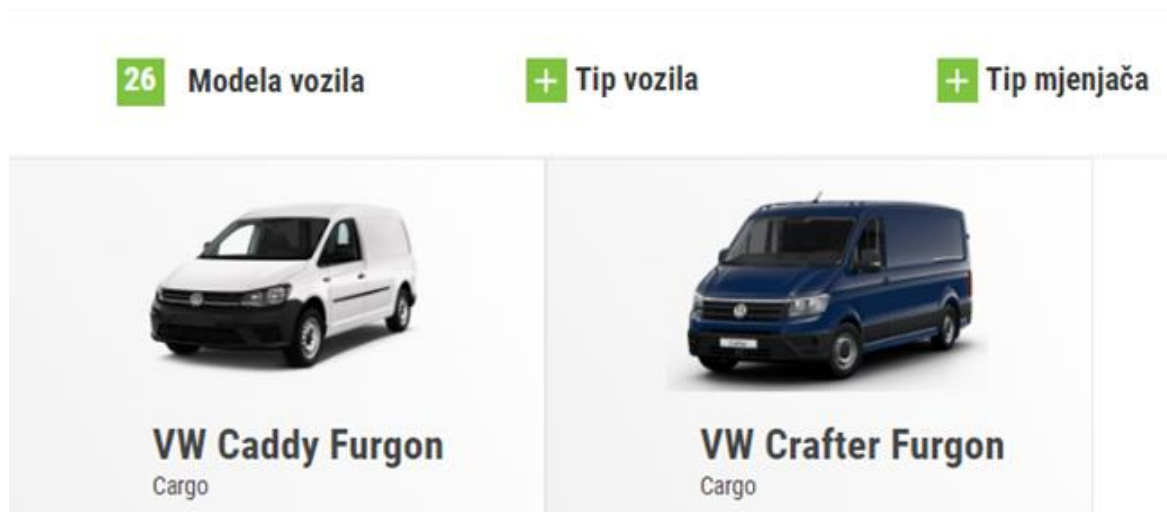 26 Modela vozila
+ Tip vozila
+ Tip mjenjača
VW Caddy Furgon
Cargo
VW Crafter Furgon
Cargo